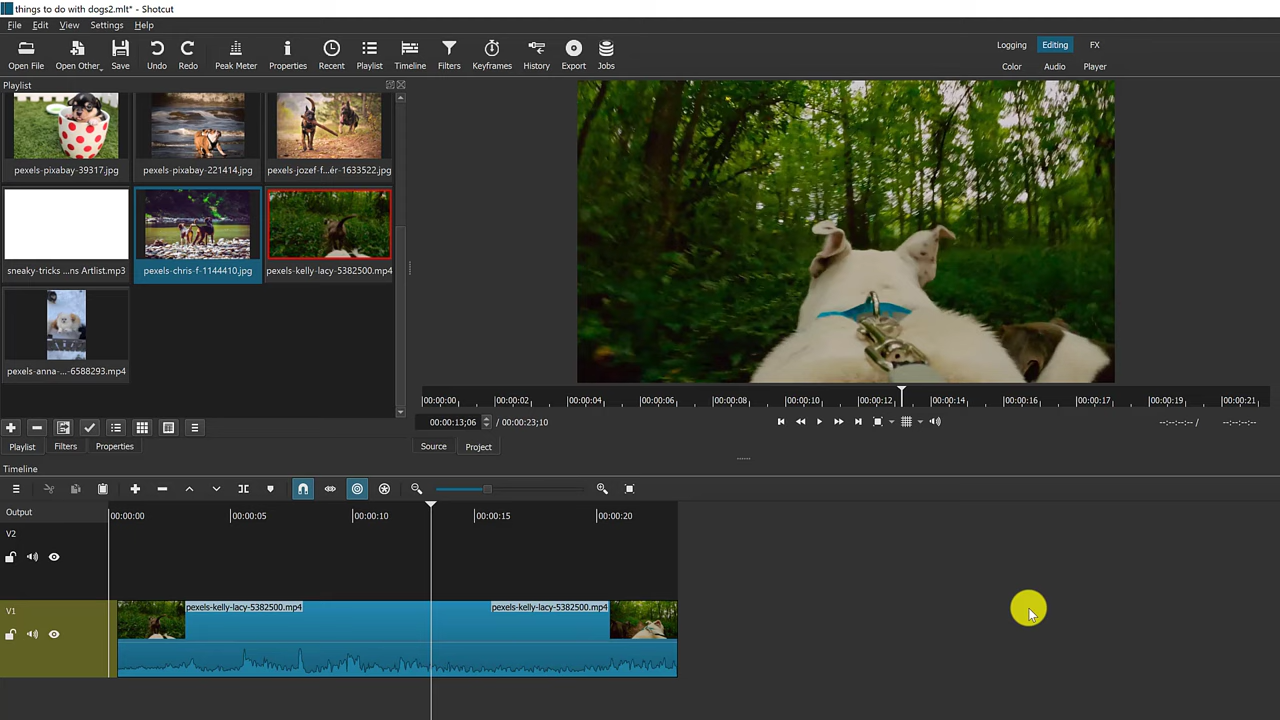 things to do with dogs2.mlt* - Shotcut
File Edit View Settings Help
Open File Open Other Save Undo Redo Peak Meter Properties Recent Playlist Timeline Filters Keyframes History Export Jobs
Logging Editing FX
Color Audio Player
Playlist
pexels-pixabay-39317.jpg pexels-pixabay-221414.jpg pexels-jozef-f...ér-1633522.jpg
sneaky-tricks ...ns Artlist.mp3 pexels-chris-f-1144410.jpg pexels-kelly-lacy-5382500.mp4
pexels-anna-...-6588293.mp4
00:00:00 00:00:02 00:00:04 00:00:06 00:00:08 00:00:10 00:00:12 00:00:14 00:00:16 00:00:17 00:00:19 00:00:21
00:00:13;06 / 00:00:23;10 --:--:--;-- / --:--:--;--
Playlist Filters Properties Source Project
Timeline
Output 00:00:00 00:00:05 00:00:10 00:00:15 00:00:20
V2
V1 pexels-kelly-lacy-5382500.mp4 pexels-kelly-lacy-5382500.mp4